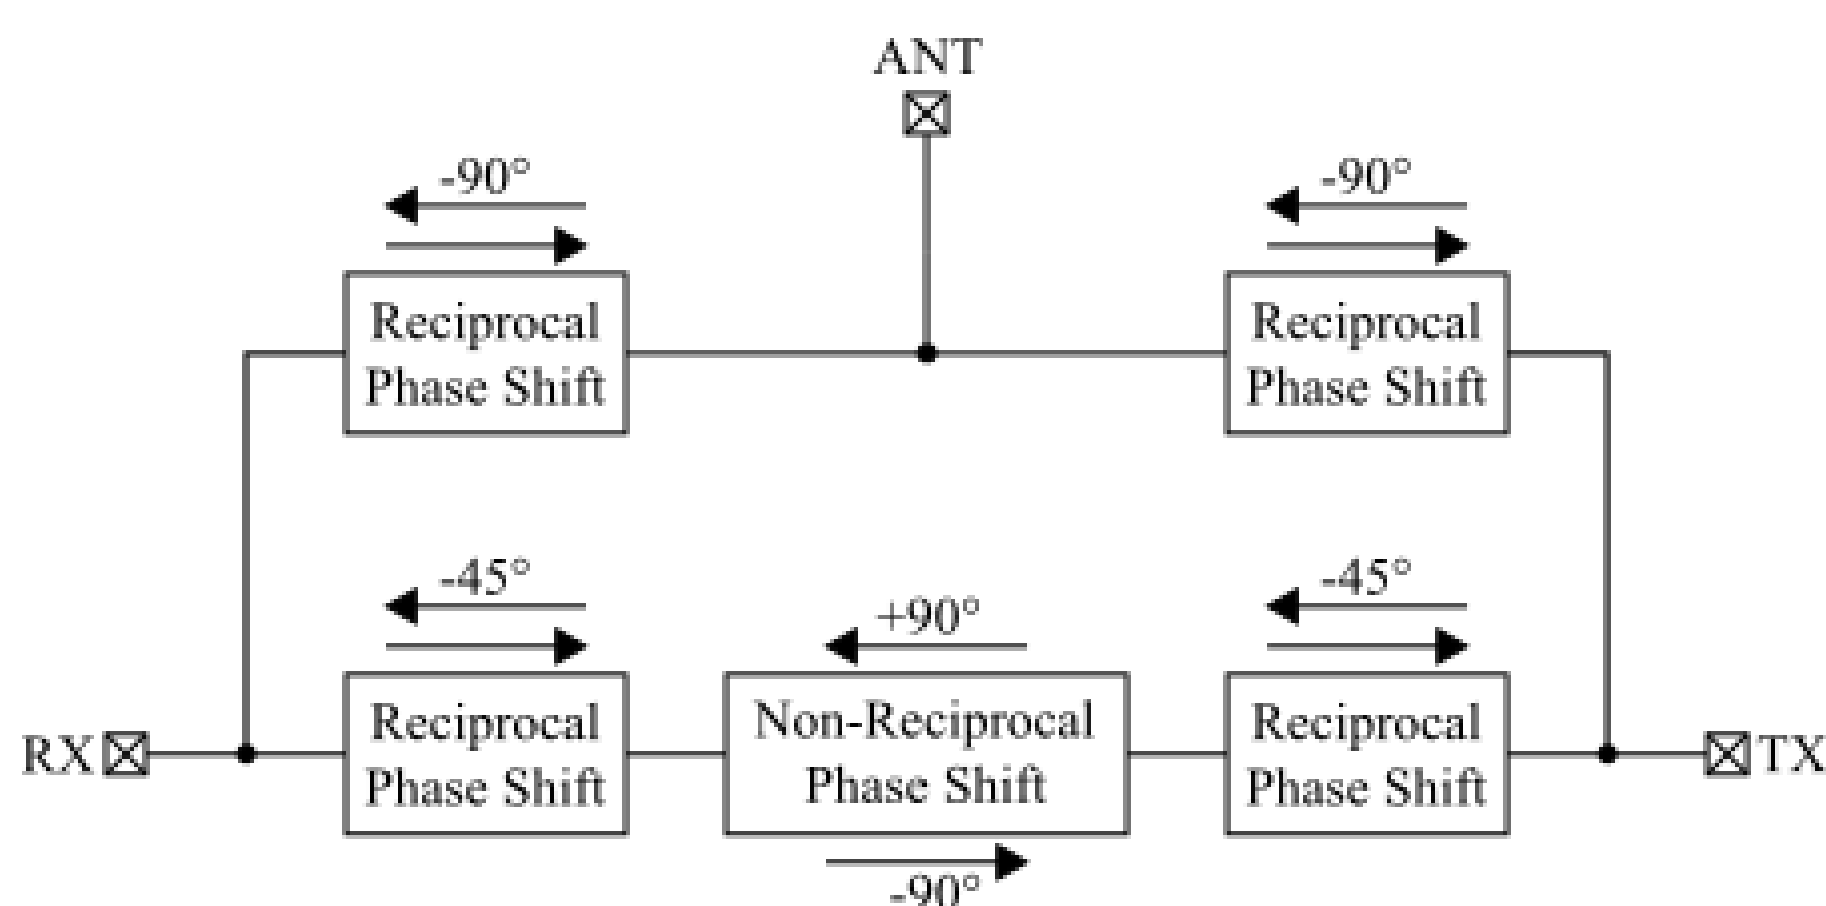 ANT
-90°
-90°
Reciprocal
Phase Shift
Reciprocal
Phase Shift
-45°
+90°
-45°
RX
Reciprocal
Phase Shift
Non-Reciprocal
Phase Shift
Reciprocal
Phase Shift
TX
-90°